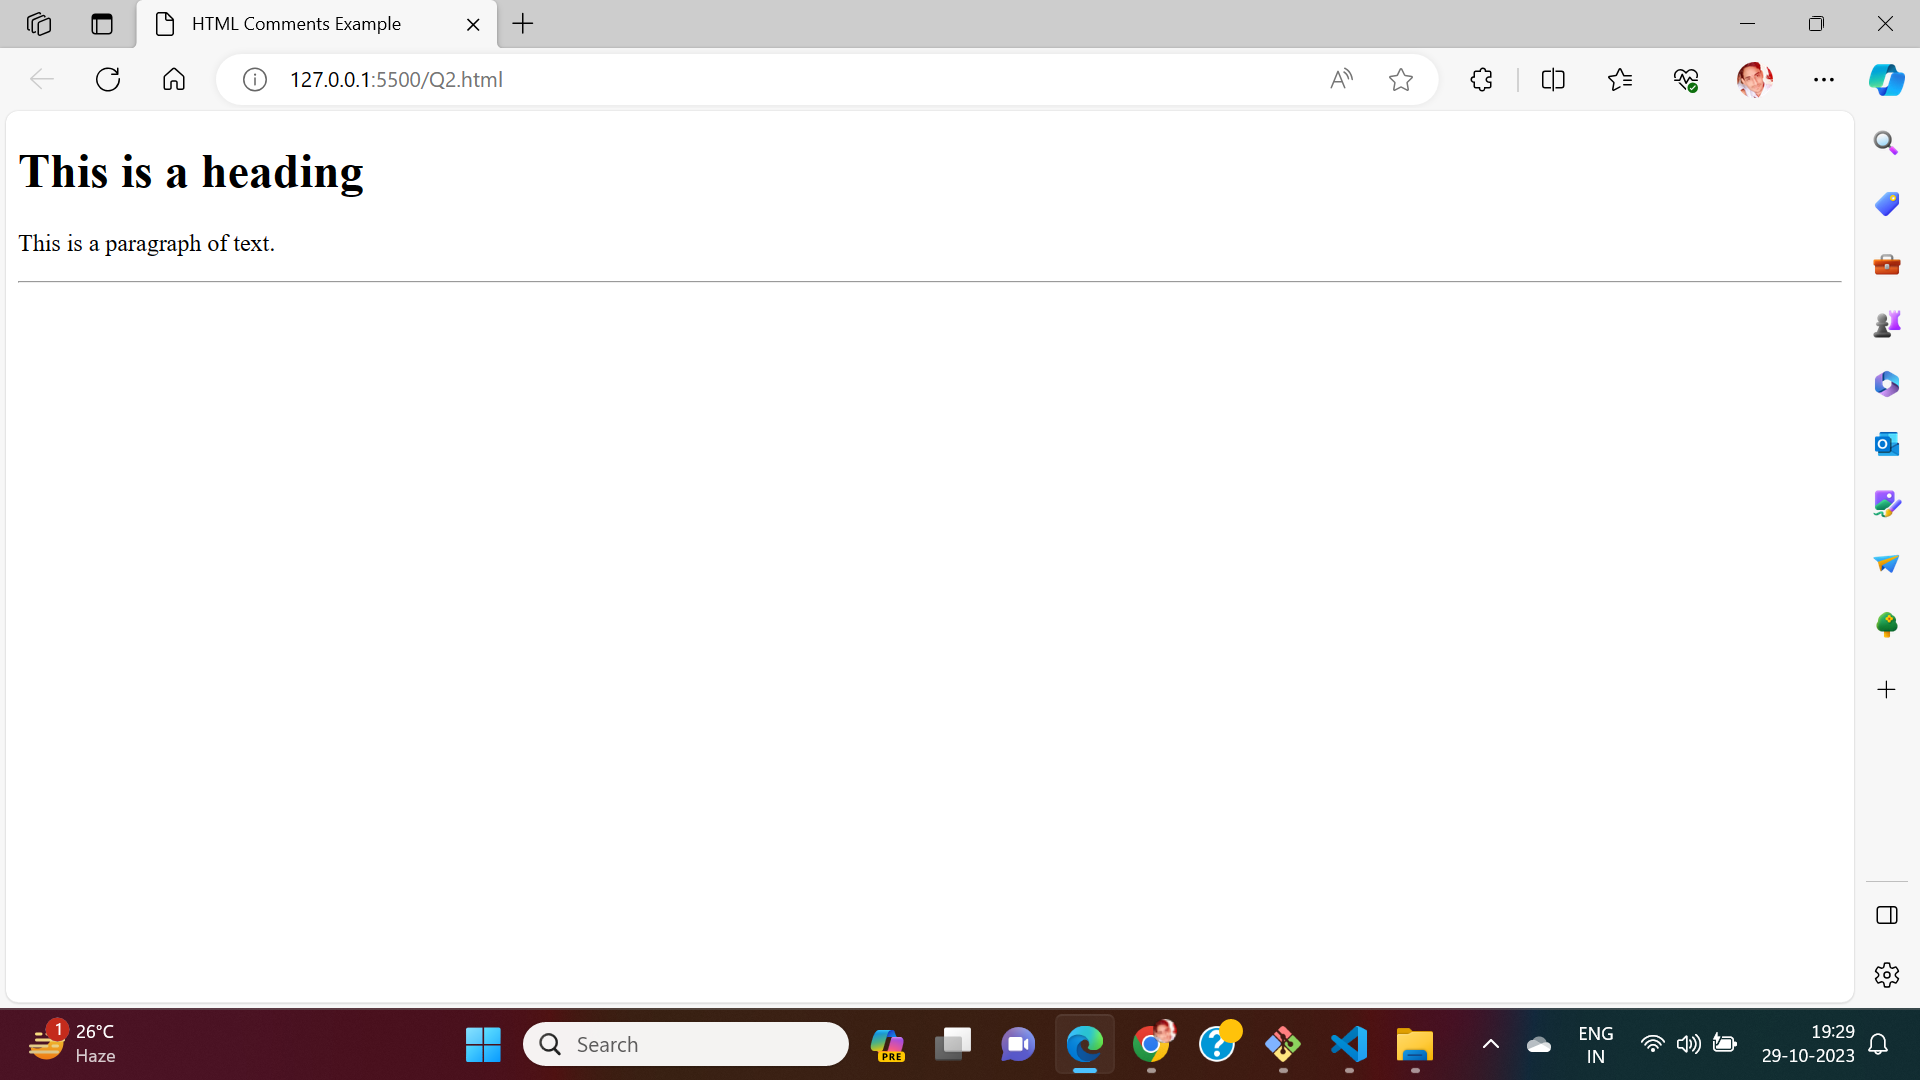 HTML Comments Example
127.0.0.1:5500/Q2.html
This is a heading
This is a paragraph of text.
1
26°C
Haze
Search
PRE
ENG
IN
19:29
29-10-2023